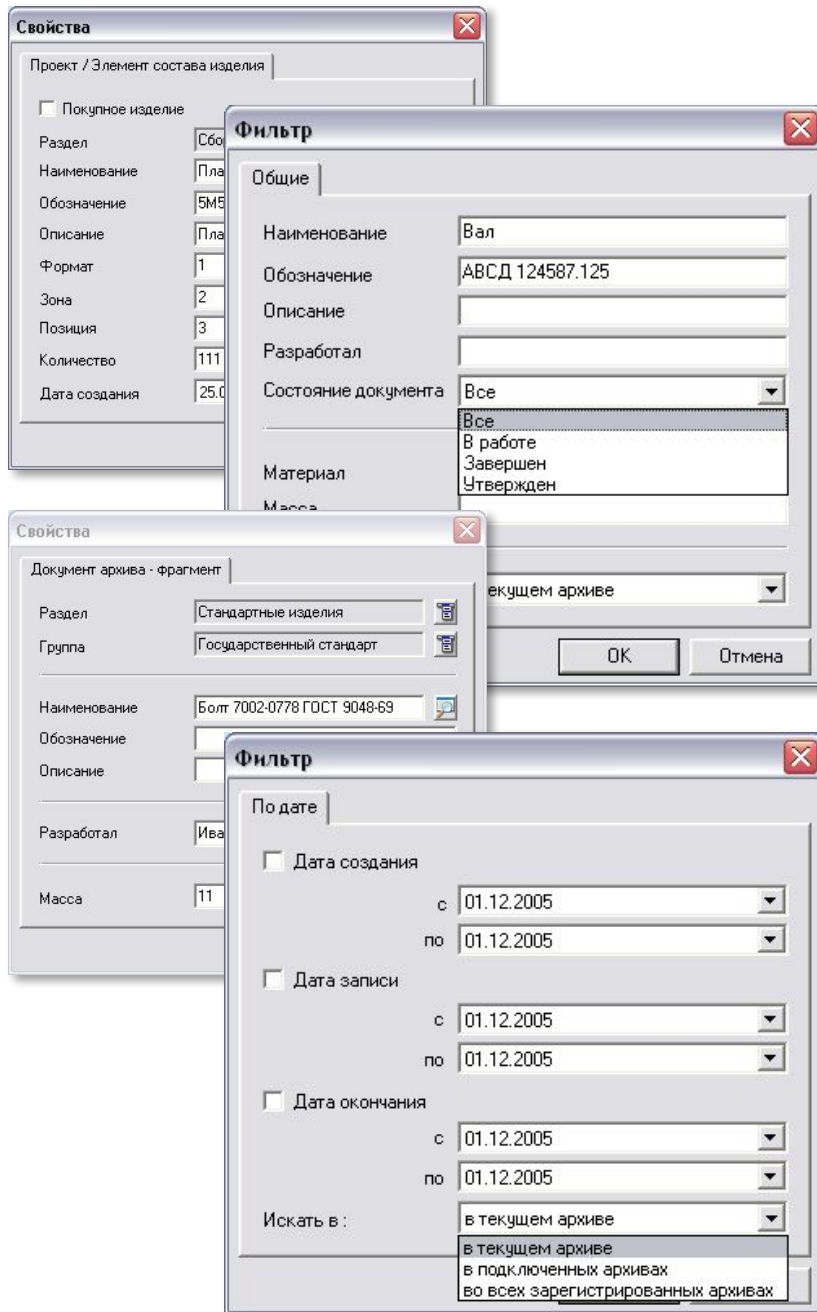 Свойства
Проект / Элемент состава изделия
Покупное изделие
Раздел
Наименование
Обозначение 5М5
Описание
Формат 1
Зона 2
Позиция 3
Количество 111
Дата создания
Фильтр
Общие
Наименование Вал
Обозначение АВСД 124587.125
Описание
Разработал
Состояние документа Все
Все
В работе
Завершен
Утвержден
Материал
Масса
текущем архиве
OK Отмена
Свойства
Документ архива - фрагмент
Раздел Стандартные изделия
Группа Государственный стандарт
Наименование Болт 7002-0778 ГОСТ 9048-69
Обозначение
Описание
Разработал
Масса 11
Фильтр
По дате
Дата создания
с 01.12.2005
по 01.12.2005
Дата записи
с 01.12.2005
по 01.12.2005
Дата окончания
с 01.12.2005
по 01.12.2005
Искать в : в текущем архиве
в текущем архиве
в подключенных архивах
во всех зарегистрированных архивах